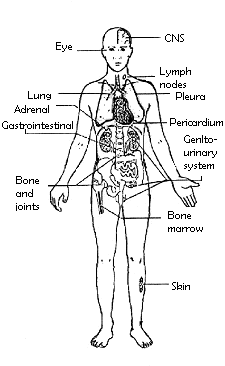 CNS
Eye
Lymph
nodes
Lung
Pleura
Adrenal
Gastrointestinal
Pericardium
Genito-
urinary
system
Bone
and
joints
Bone
marrow
Skin